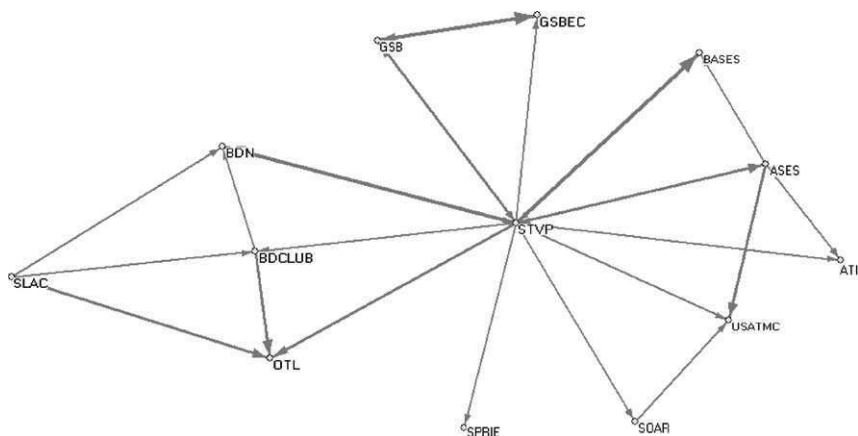 GSBEC
GSB
BASES
BDN
ASES
STVP
BDCLUB
ATI
SLAC
USATMC
OTL
SPRIE
SOAR